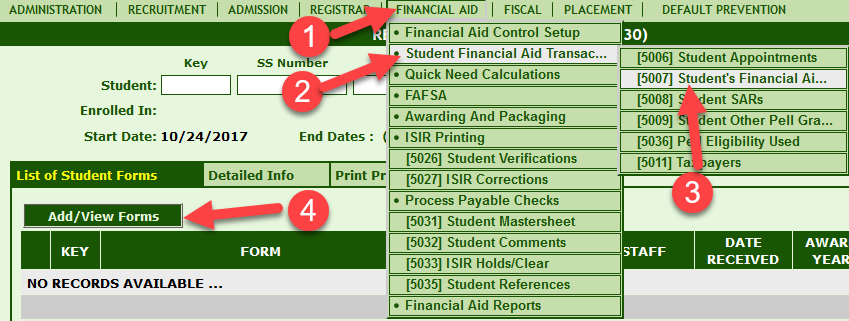 ADMINISTRATION RECRUITMENT ADMISSION REGISTRAR FINANCIAL AID FISCAL PLACEMENT DEFAULT PREVENTION
1
RE
30)
• Financial Aid Control Setup
• Student Financial Aid Transac...
• Quick Need Calculations
• FAFSA
• Awarding And Packaging
• ISIR Printing
[5026] Student Verifications
[5027] ISIR Corrections
• Process Payable Checks
[5031] Student Mastersheet
[5032] Student Comments
[5033] ISIR Holds/Clear
[5035] Student References
• Financial Aid Reports
[5006] Student Appointments
[5007] Student's Financial Ai...
[5008] Student SARs
[5009] Student Other Pell Gra...
[5036] Pell Eligibility Used
[5011] Taxpayers
2
3
Key SS Number
Student:
Enrolled In:
Start Date: 10/24/2017 End Dates : (
List of Student Forms Detailed Info Print Pr
Add/View Forms
4
KEY FORM STAFF DATE RECEIVED AWAR YEAR
NO RECORDS AVAILABLE ...